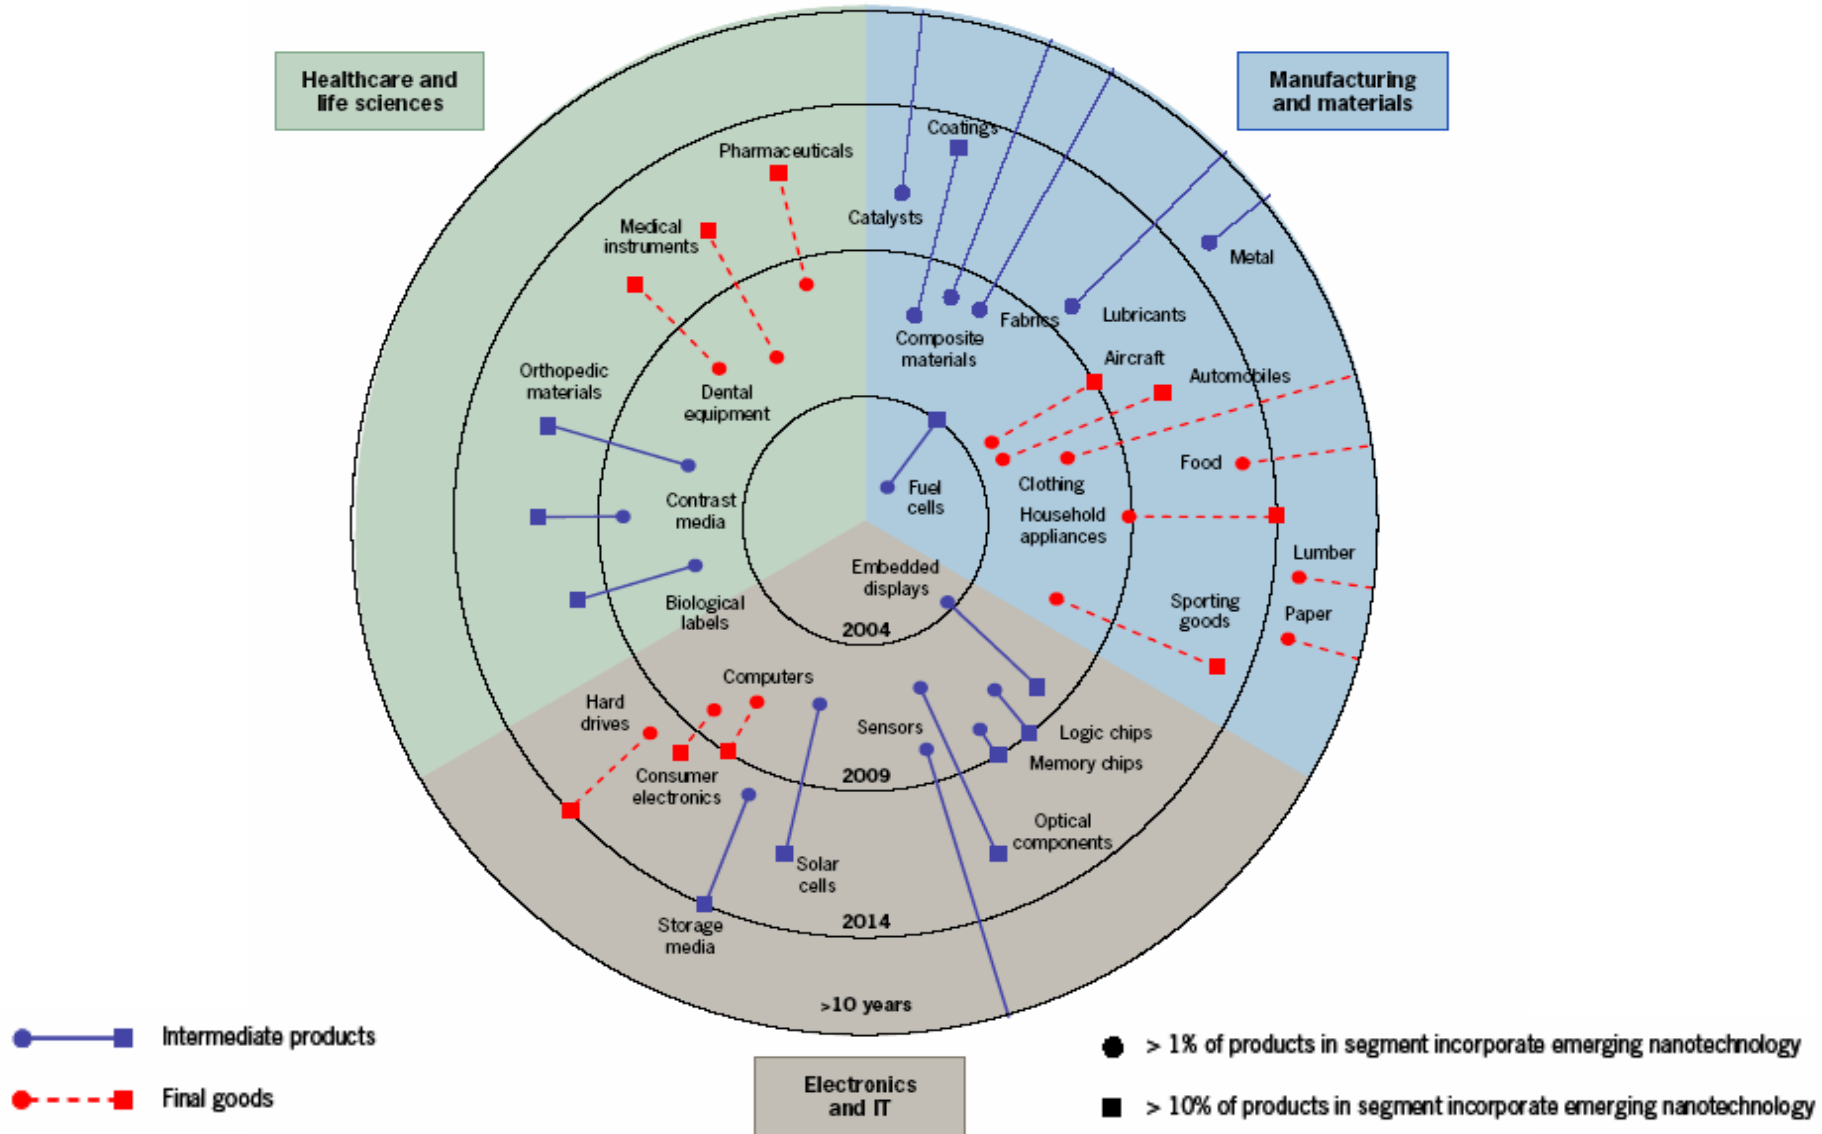 Healthcare and
life sciences
Manufacturing
and materials
Coatings
Pharmaceuticals
Catalysts
Medical
instruments
Metal
Fabrics
Lubricants
Composite
materials
Aircraft
Automobiles
Orthopedic
materials
Dental
equipment
Food
Clothing
Fuel
cells
Contrast
media
Household
appliances
Lumber
Embedded
displays
Sporting
goods
Paper
Biological
labels
2004
Computers
Hard
drives
Sensors
Logic chips
Memory chips
2009
Consumer
electronics
Optical
components
Solar
cells
2014
Storage
media
>10 years
Intermediate products
Final goods
> 1% of products in segment incorporate emerging nanotechnology
> 10% of products in segment incorporate emerging nanotechnology
Electronics
and IT